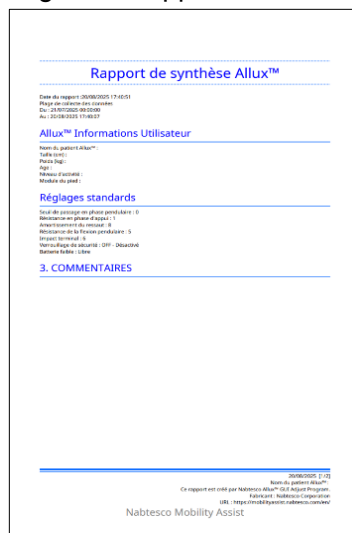 Rapport de synthèse Allux™
Date du rapport :20/08/2025 17:40:51
Plage de collecte des données
Du : 21/07/2025 00:00:00
Au : 20/08/2025 17:40:07
Allux™ Informations Utilisateur
Nom du patient Allux™ :
Taille (cm) :
Poids (kg) :
Age :
Niveau d'activité :
Module du pied :
Réglages standards
Seuil de passage en phase pendulaire : 0
Résistance en phase d'appui : 1
Amortissement du ressaut : 8
Résistance de la flexion pendulaire : 5
Impact terminal : 6
Verrouillage de sécurité : OFF - Désactivé
Batterie faible : Libre
3. COMMENTAIRES
20/08/2025 [1/2]
Nom du patient Allux™:
Ce rapport est créé par Nabtesco Allux™ GUI Adjust Program.
Fabricant : Nabtesco Corporation
URL : https://mobilityassist.nabtesco.com/en/
Nabtesco Mobility Assist